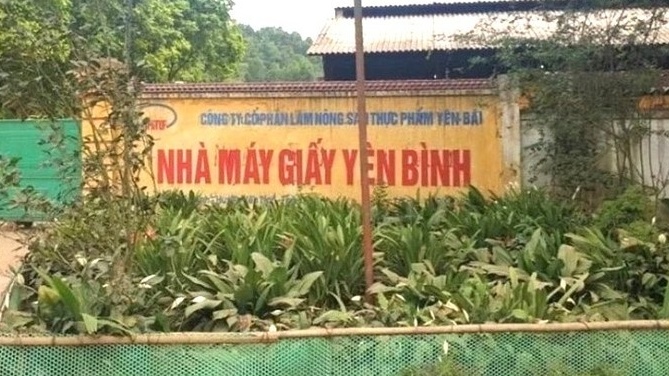 CÔNG TY CỔ PHẦN LÂM NÔNG SẢN THỰC PHẨM YÊN BÁI
NHÀ MÁY GIẤY YÊN BÌNH